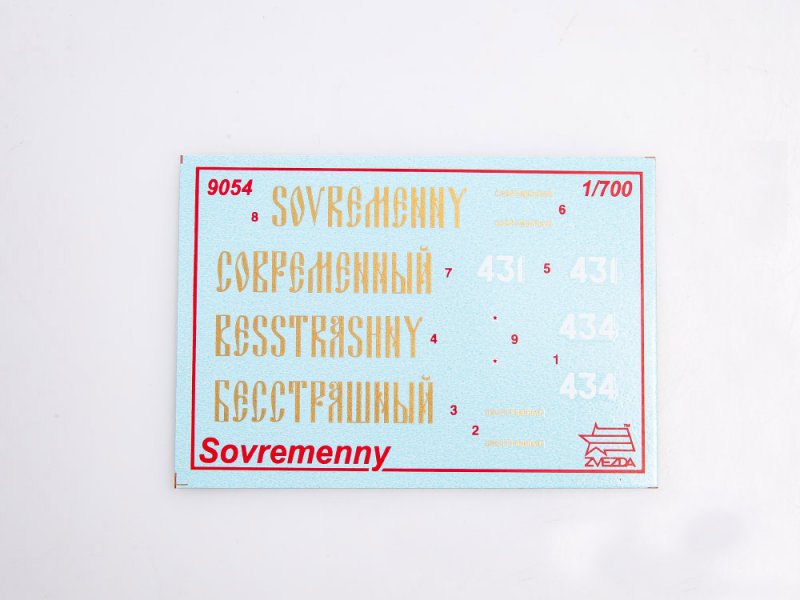 9054
1/700
8
SOVREMENNY
6
СОВРЕМЕННЫЙ
7
431
5
431
BESSTRASHNY
4
9
434
1
БЕССТРАШНЫЙ
3
434
2
Sovremenny
ZVEZDA
TM